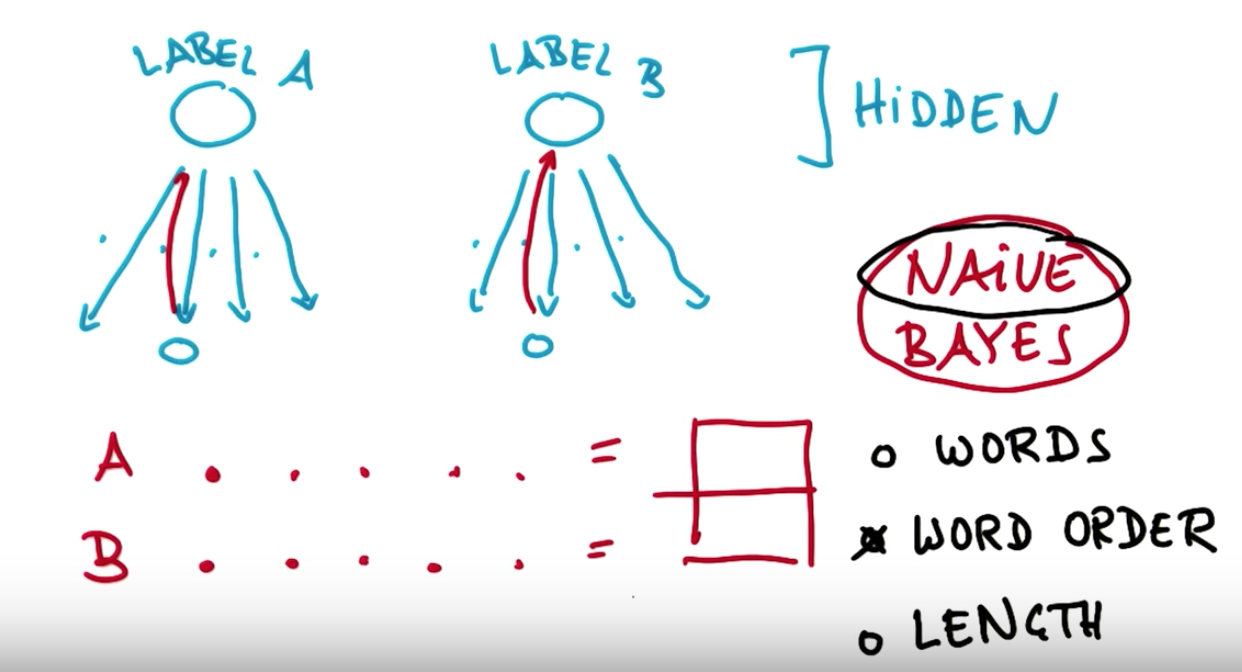 LABEL A
LABEL B
HIDDEN
NAIVE
BAYES
A . . . . . =
B . . . . . =
o WORDS
x WORD ORDER
o LENGTH